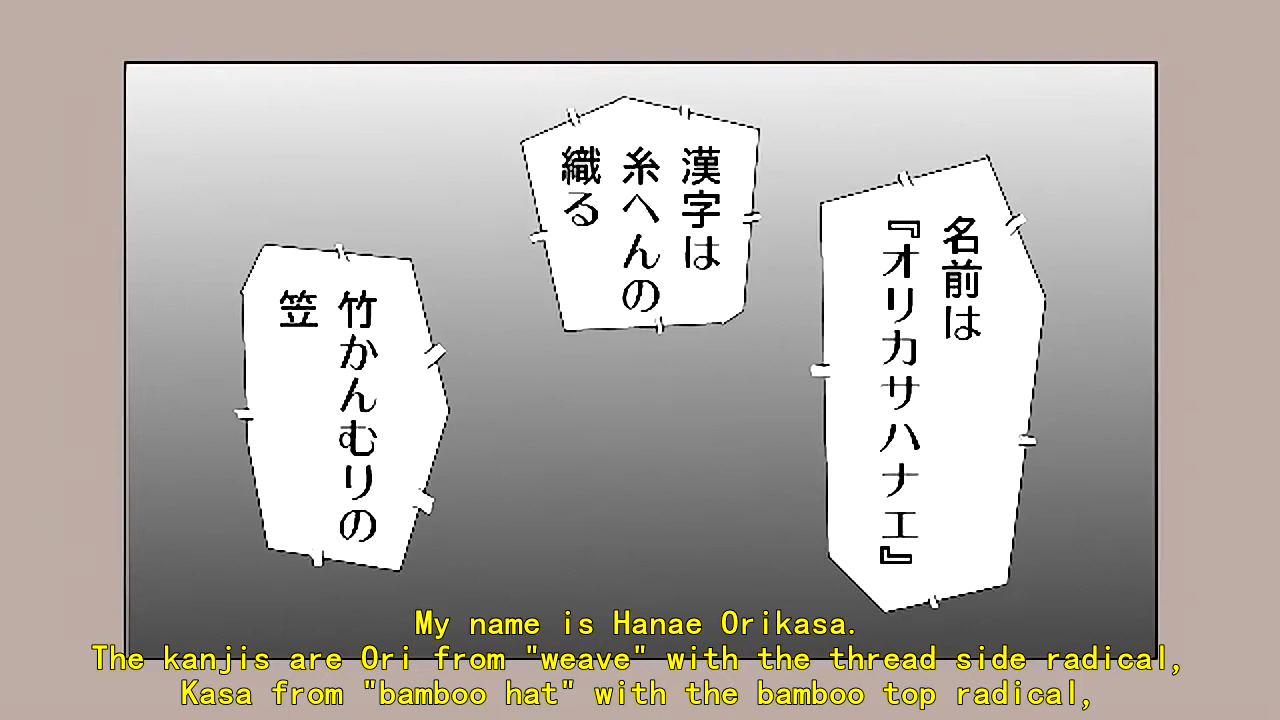 名前は
『オリカサハナエ』
漢字は
糸へんの
織る
竹かんむりの
笠
My name is Hanae Orikasa.
The kanjis are Ori from "weave" with the thread side radical,
Kasa from "bamboo hat" with the bamboo top radical,